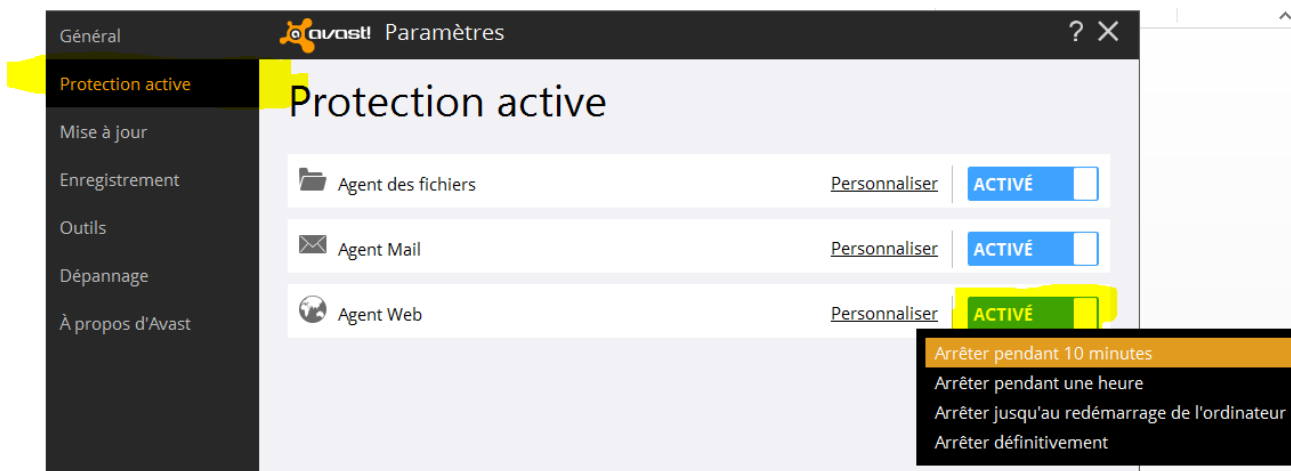 Général
avast! Paramètres ?
Protection active
Protection active
Mise à jour
Enregistrement
Outils
Dépannage
À propos d'Avast
Agent des fichiers Personnaliser ACTIVÉ
Agent Mail Personnaliser ACTIVÉ
Agent Web Personnaliser ACTIVÉ
Arrêter pendant 10 minutes
Arrêter pendant une heure
Arrêter jusqu'au redémarrage de l'ordinateur
Arrêter définitivement